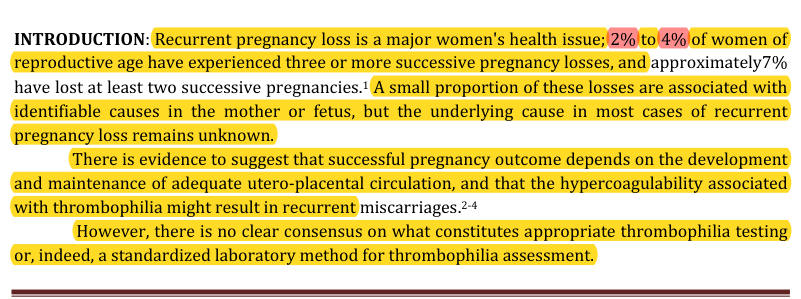 INTRODUCTION: Recurrent pregnancy loss is a major women's health issue; 2% to 4% of women of
reproductive age have experienced three or more successive pregnancy losses, and approximately7%
have lost at least two successive pregnancies.1 A small proportion of these losses are associated with
identifiable causes in the mother or fetus, but the underlying cause in most cases of recurrent
pregnancy loss remains unknown.
There is evidence to suggest that successful pregnancy outcome depends on the development
and maintenance of adequate utero-placental circulation, and that the hypercoagulability associated
with thrombophilia might result in recurrent miscarriages.2-4
However, there is no clear consensus on what constitutes appropriate thrombophilia testing
or, indeed, a standardized laboratory method for thrombophilia assessment.